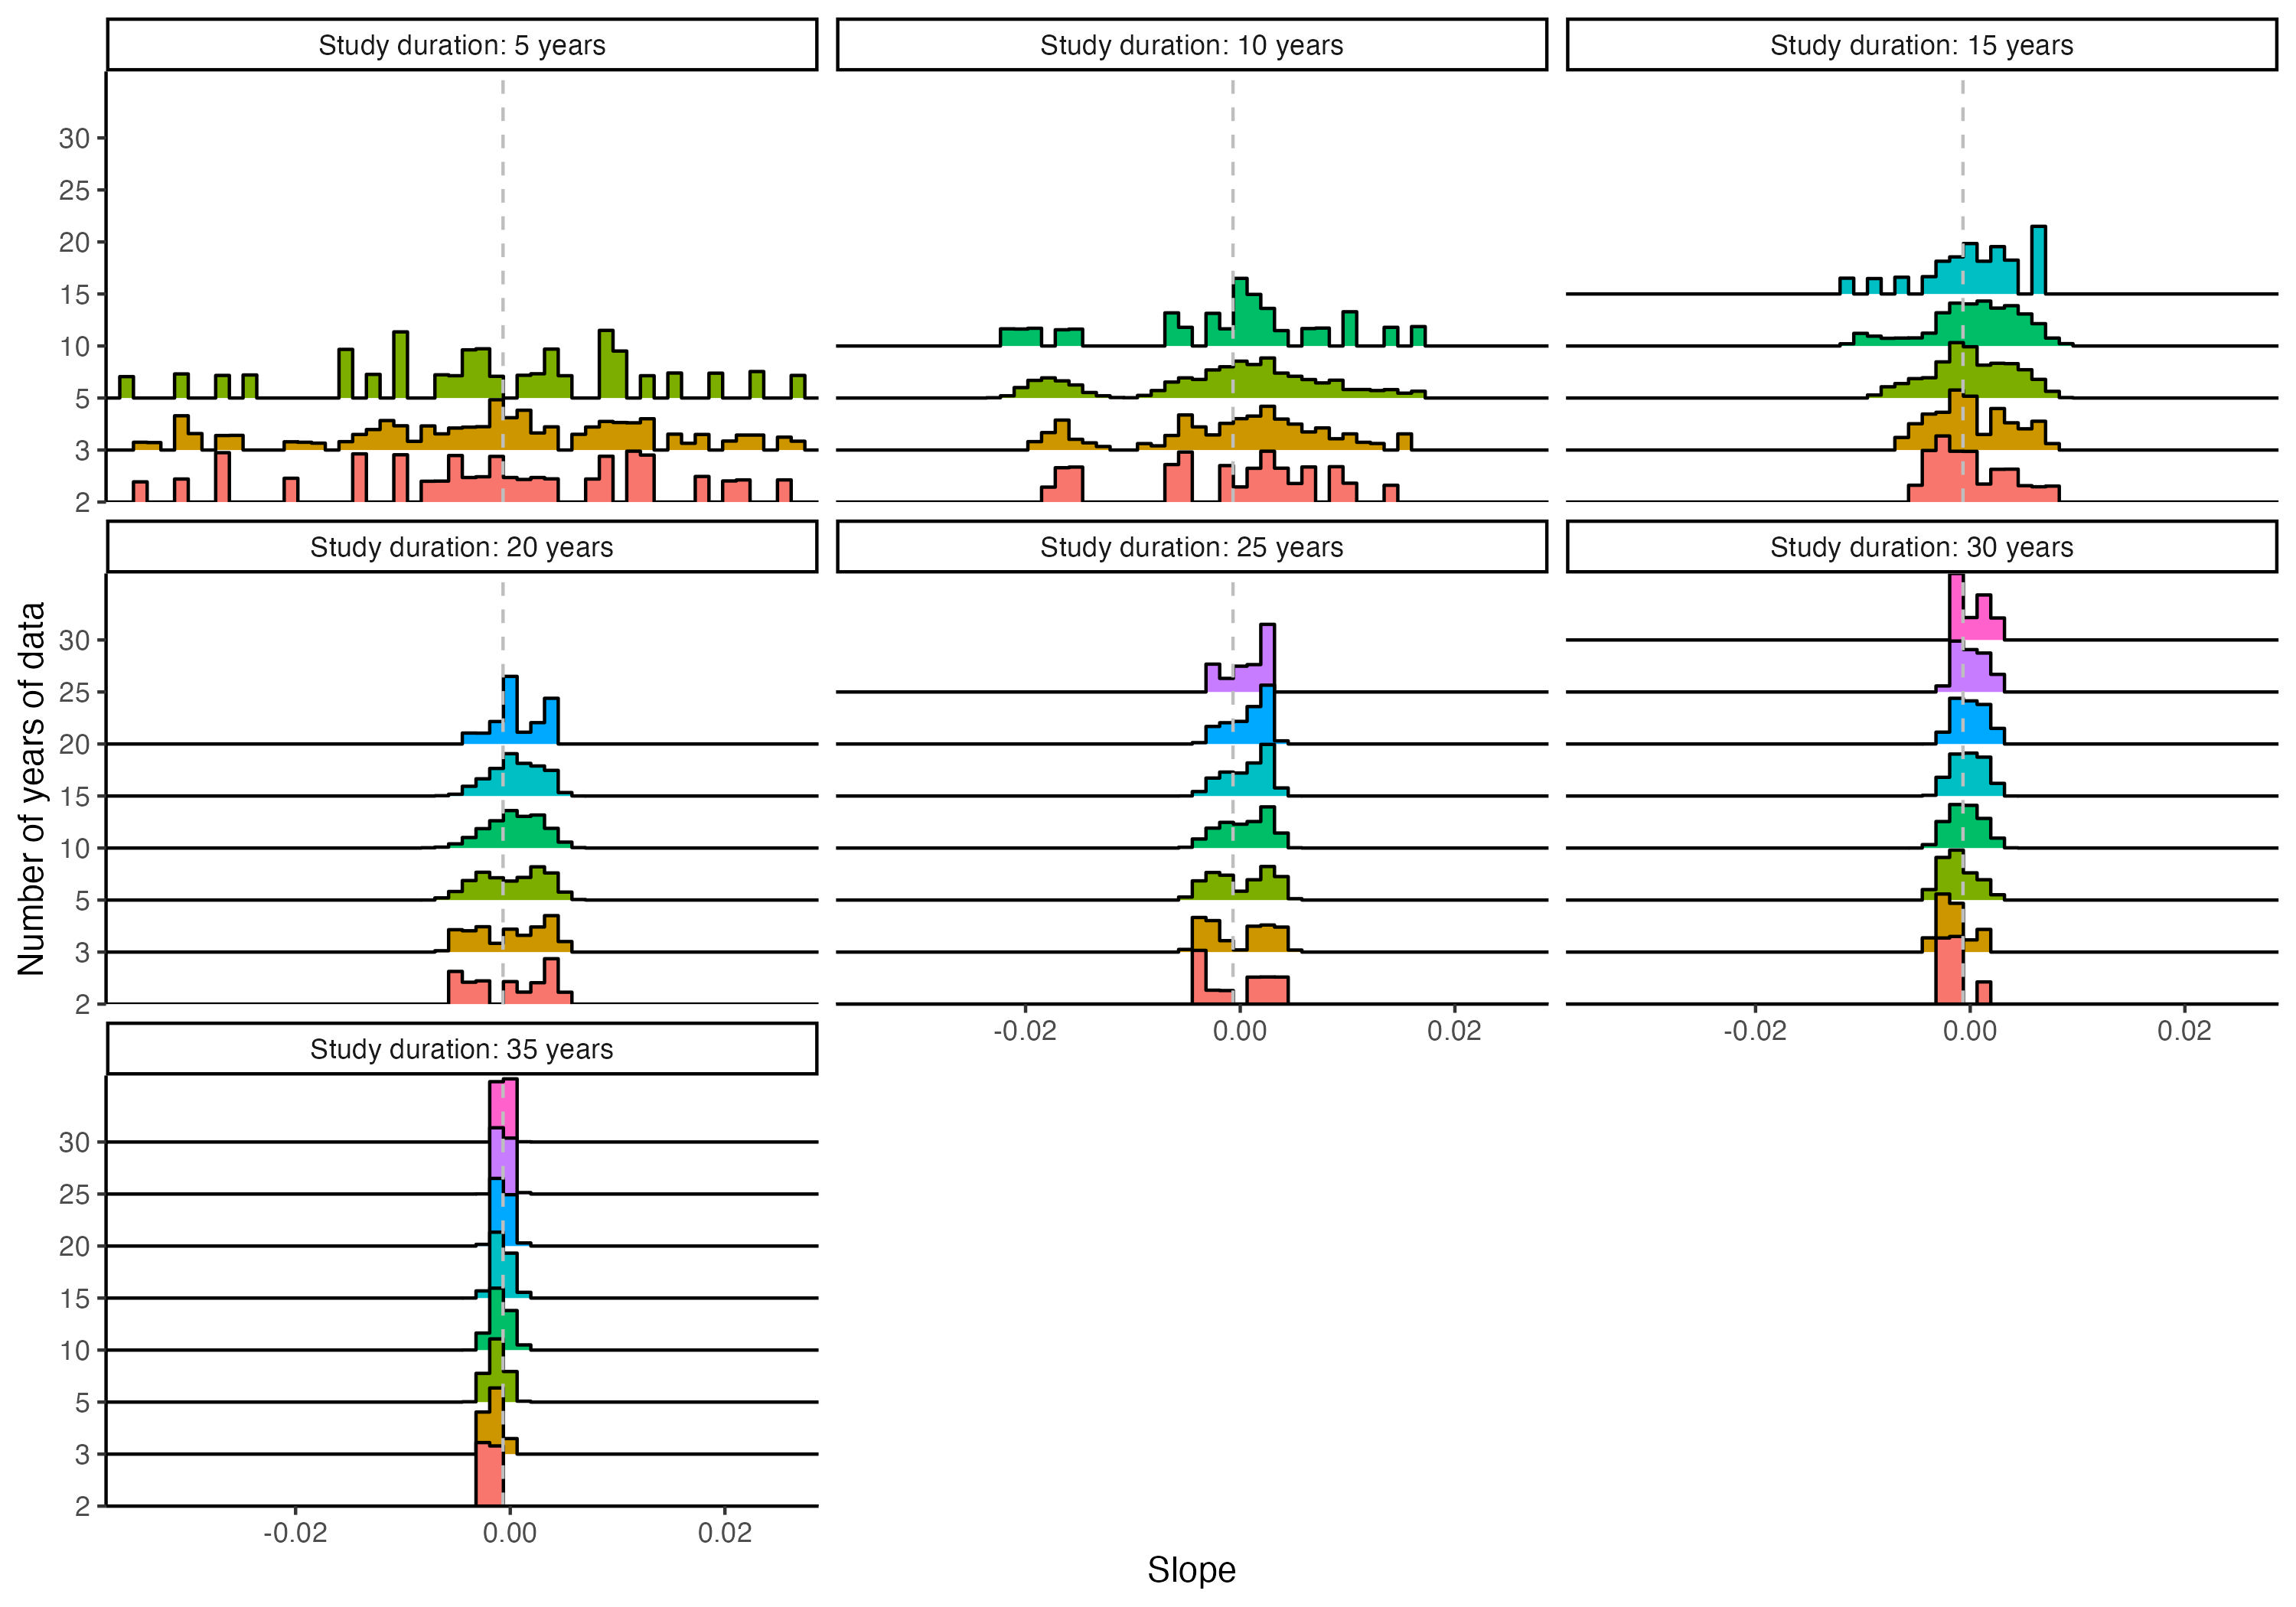 Study duration: 5 years
Study duration: 10 years
Study duration: 15 years
30
25
20
15
10
5
3
2
Study duration: 20 years
Study duration: 25 years
Study duration: 30 years
Number of years of data
30
25
20
15
10
5
3
2
-0.02 0.00 0.02
-0.02 0.00 0.02
Study duration: 35 years
30
25
20
15
10
5
3
2
-0.02 0.00 0.02
Slope